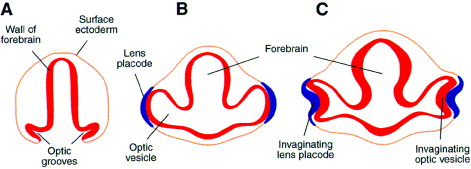 A
Wall of
forebrain
Surface
ectoderm
Optic
grooves
B
Lens
placode
Forebrain
Optic
vesicle
C
Invaginating
lens placode
Invaginating
optic vesicle